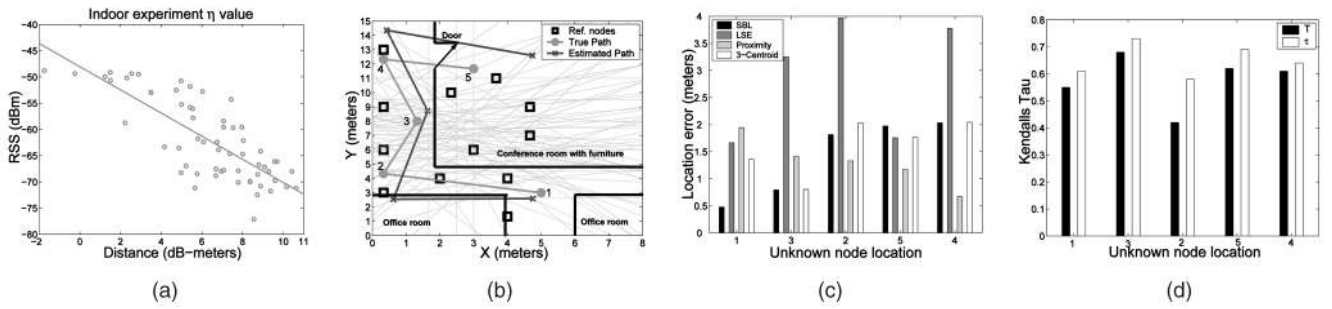 Indoor experiment η value
−40
−45
−50
−55
−60
−65
−70
−75
−80
RSS (dBm)
−2 0 2 4 6 8 10 11
Distance (dB−meters)
(a)
15
14
13
12
11
10
9
8
7
6
5
4
3
2
1
0
Y (meters)
Door
Ref. nodes
True Path
Estimated Path
4
5
3
2
1
Conference room with furniture
Office room
Office room
0 1 2 3 4 5 6 7 8
X (meters)
(b)
4
3.5
3
2.5
2
1.5
1
0.5
0
Location error (meters)
SBL
LSE
Proximity
3−Centroid
1 3 2 5 4
Unknown node location
(c)
0.8
0.7
0.6
0.5
0.4
0.3
0.2
0.1
0
Kendalls Tau
T
τ
1 3 2 5 4
Unknown node location
(d)